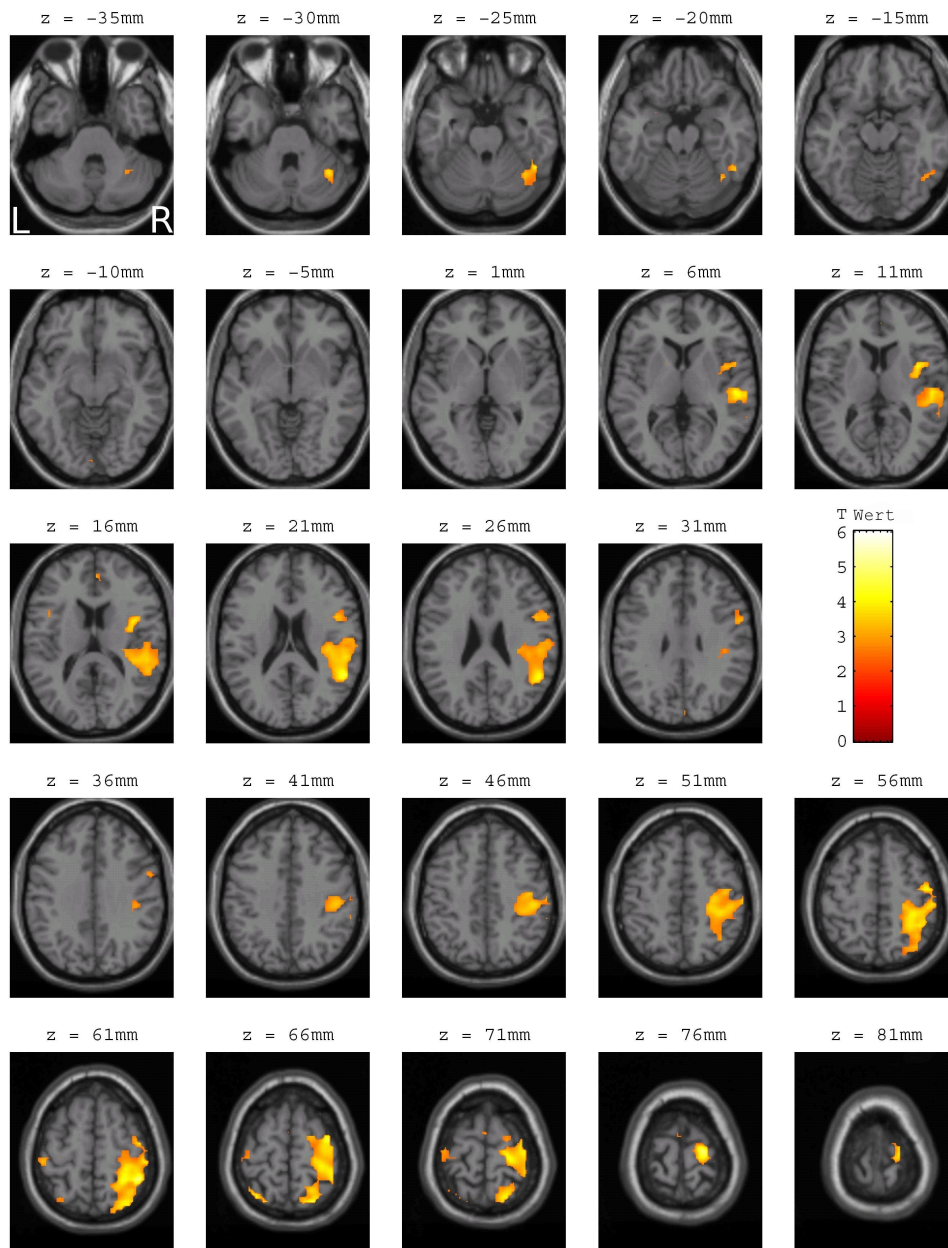 z = -35mm z = -30mm z = -25mm z = -20mm z = -15mm
L R
z = -10mm z = -5mm z = 1mm z = 6mm z = 11mm
z = 16mm z = 21mm z = 26mm z = 31mm
T Wert
6
5
4
3
2
1
0
z = 36mm z = 41mm z = 46mm z = 51mm z = 56mm
z = 61mm z = 66mm z = 71mm z = 76mm z = 81mm